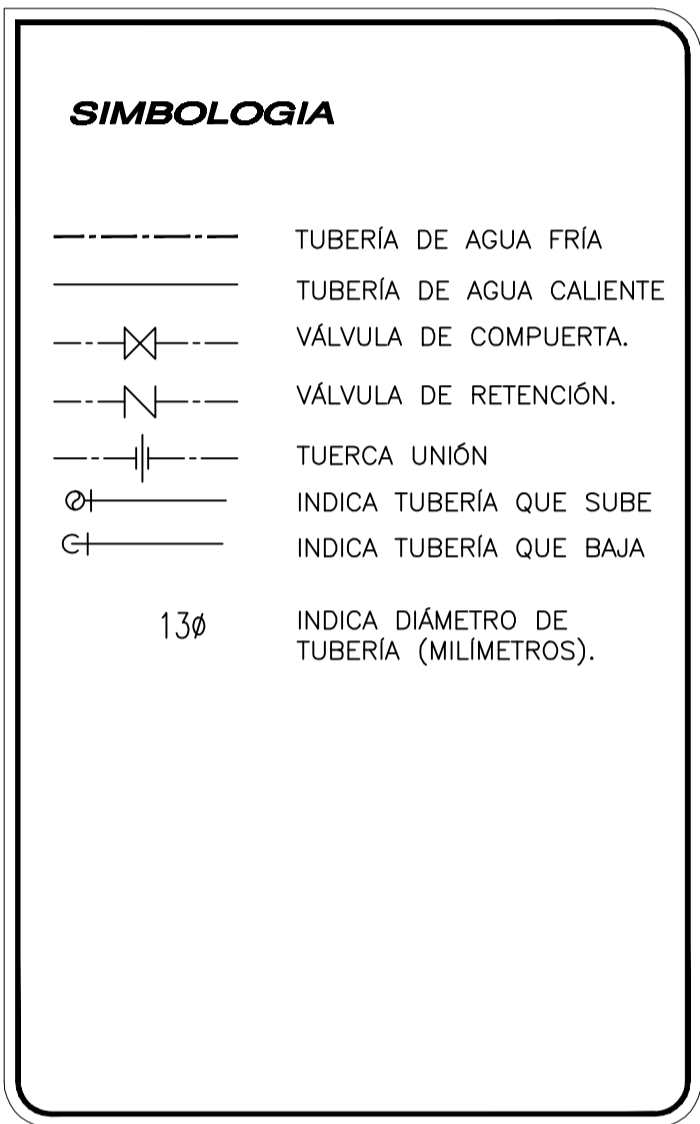 SIMBOLOGIA
TUBERÍA DE AGUA FRÍA
TUBERÍA DE AGUA CALIENTE
VÁLVULA DE COMPUERTA.
VÁLVULA DE RETENCIÓN.
TUERCA UNIÓN
INDICA TUBERÍA QUE SUBE
INDICA TUBERÍA QUE BAJA
13ø INDICA DIÁMETRO DE
TUBERÍA (MILÍMETROS).